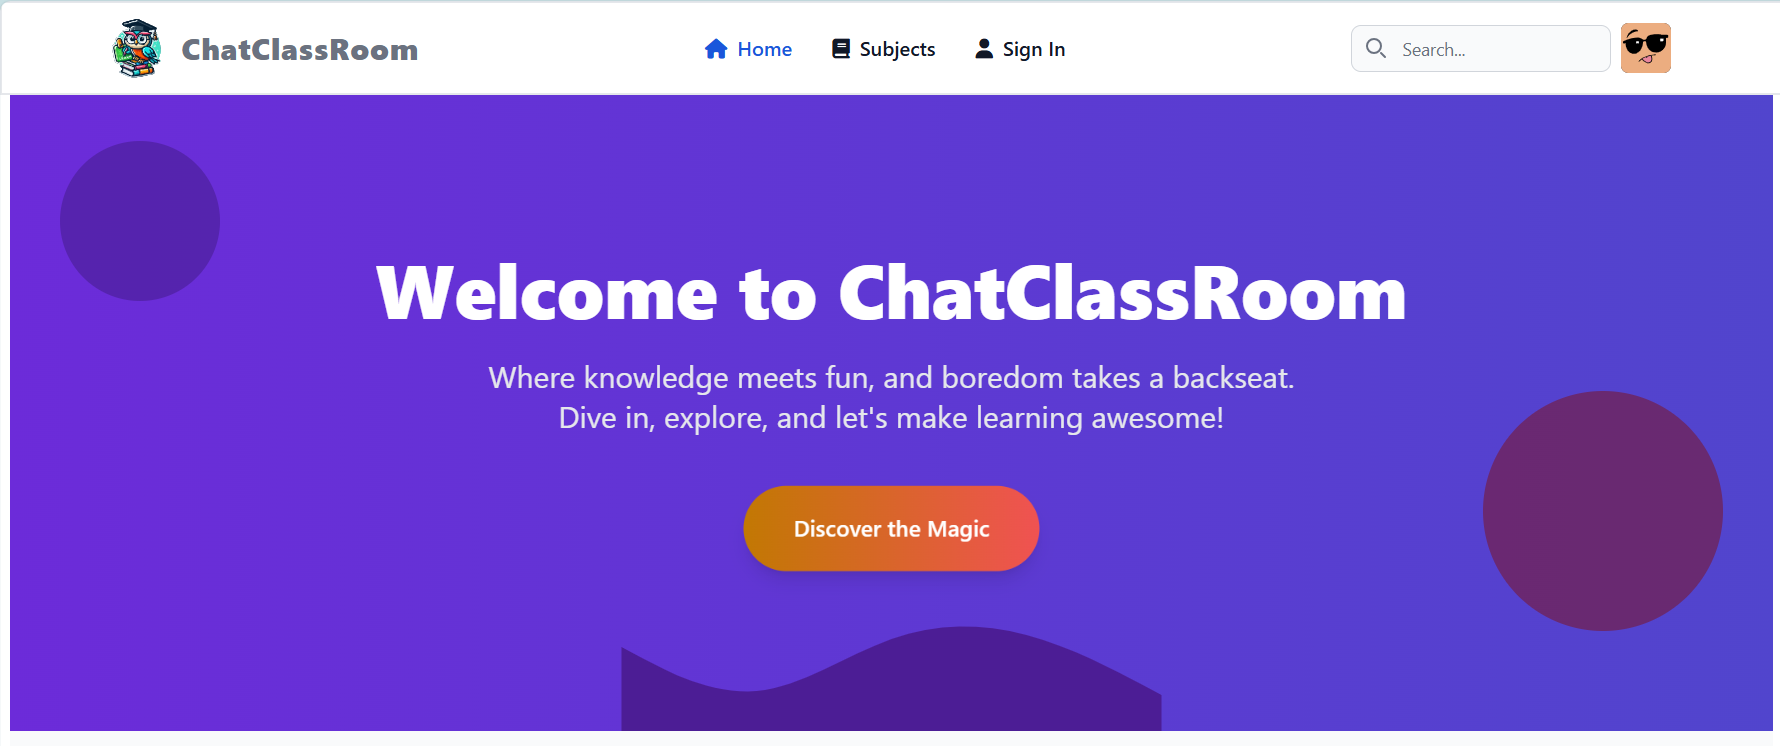 ChatClassRoom
Home
Subjects
Sign In
Search...
Welcome to ChatClassRoom
Where knowledge meets fun, and boredom takes a backseat.
Dive in, explore, and let's make learning awesome!
Discover the Magic